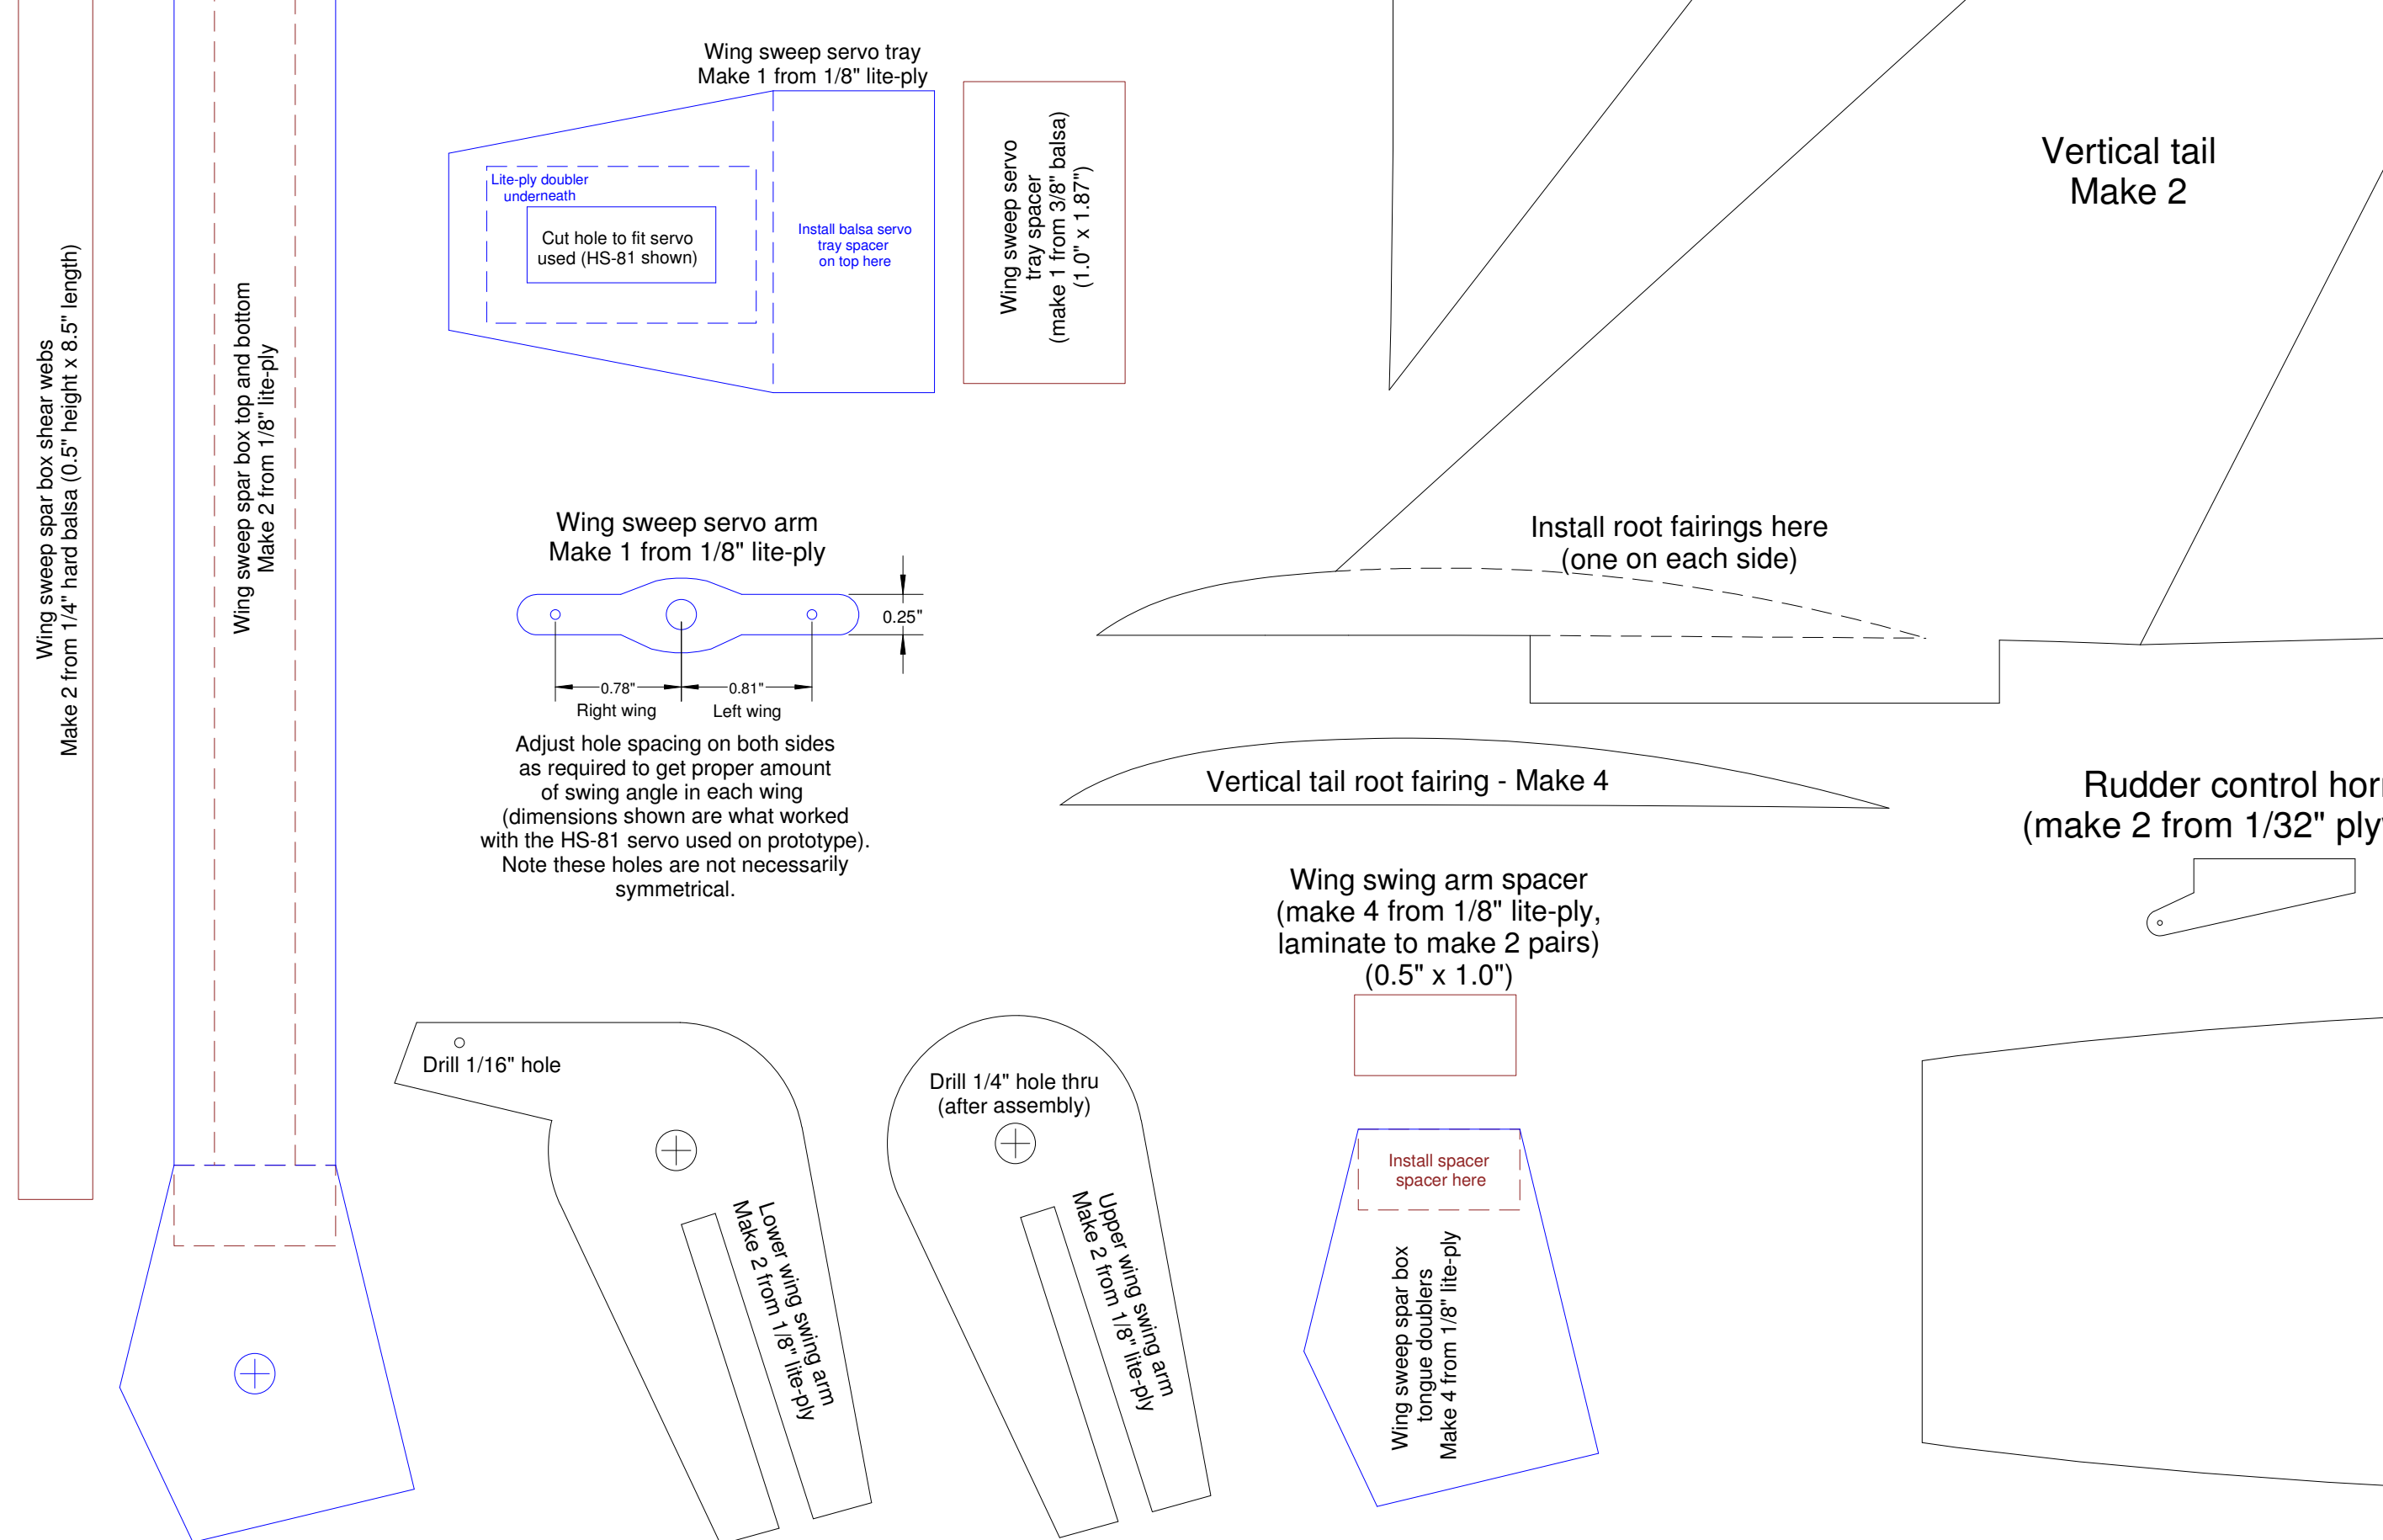 Wing sweep spar box shear webs
Make 2 from 1/4" hard balsa (0.5" height x 8.5" length)
Wing sweep spar box top and bottom
Make 2 from 1/8" lite-ply
Wing sweep servo tray
Make 1 from 1/8" lite-ply
Lite-ply doubler
underneath
Cut hole to fit servo
used (HS-81 shown)
Install balsa servo
tray spacer
on top here
Wing sweep servo
tray spacer
(make 1 from 3/8" balsa)
(1.0" x 1.87")
Vertical tail
Make 2
Wing sweep servo arm
Make 1 from 1/8" lite-ply
0.25"
0.78"
0.81"
Right wing
Left wing
Adjust hole spacing on both sides
as required to get proper amount
of swing angle in each wing
(dimensions shown are what worked
with the HS-81 servo used on prototype).
Note these holes are not necessarily
symmetrical.
Install root fairings here
(one on each side)
Vertical tail root fairing - Make 4
Rudder control
(make 2 from 1/32"
Wing swing arm spacer
(make 4 from 1/8" lite-ply,
laminate to make 2 pairs)
(0.5" x 1.0")
Drill 1/16" hole
Lower wing swing arm
Make 2 from 1/8" lite-ply
Drill 1/4" hole thru
(after assembly)
Upper wing swing arm
Make 2 from 1/8" lite-ply
Install spacer
spacer here
Wing sweep spar box
tongue doublers
Make 4 from 1/8" lite-ply